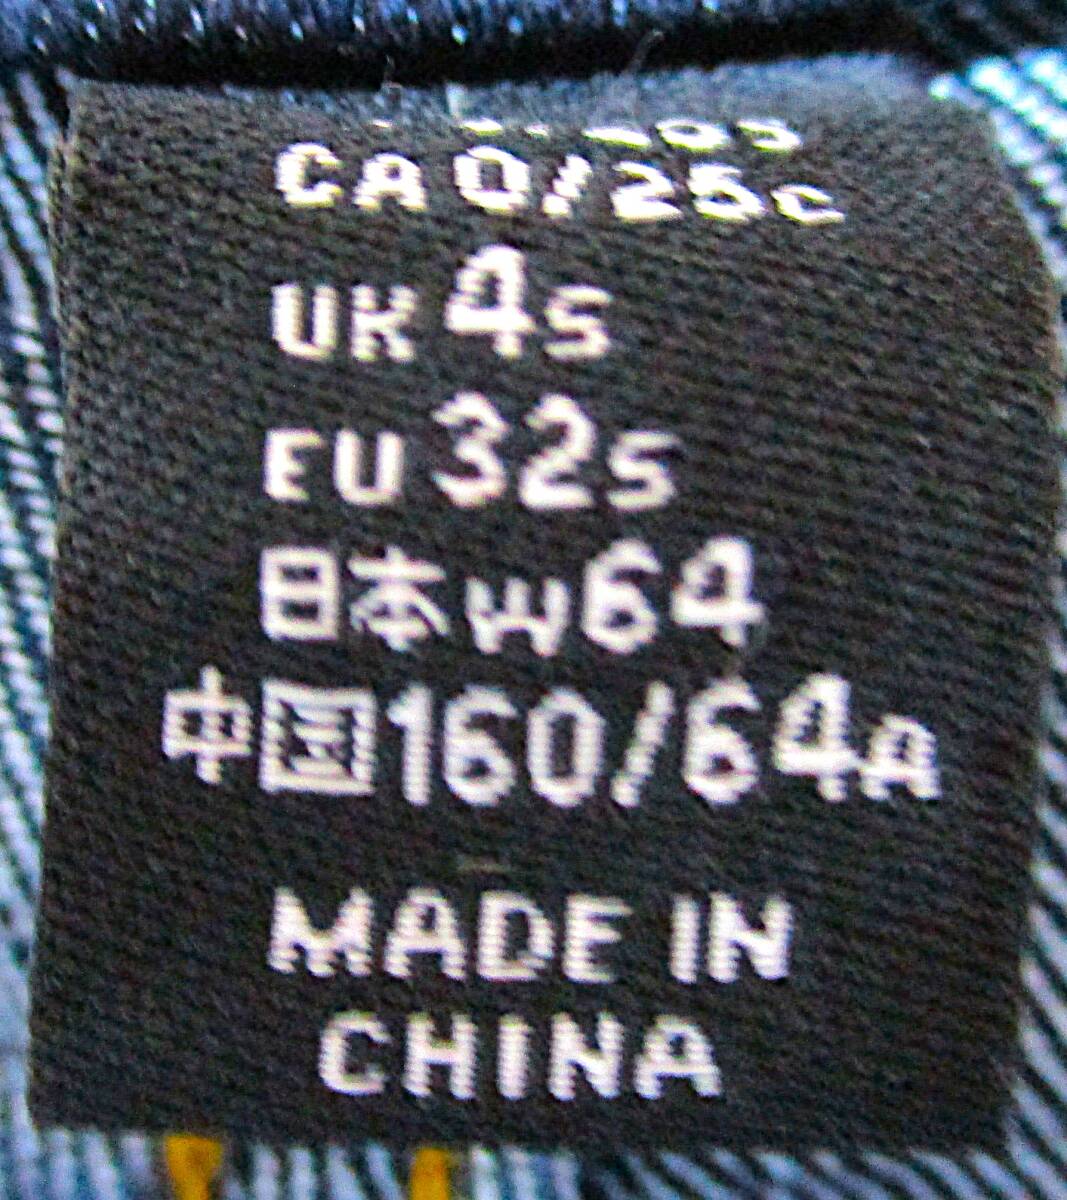 CA 0/25C
UK 4S
EU 32S
日本 W64
中国160/64A
MADE IN
CHINA